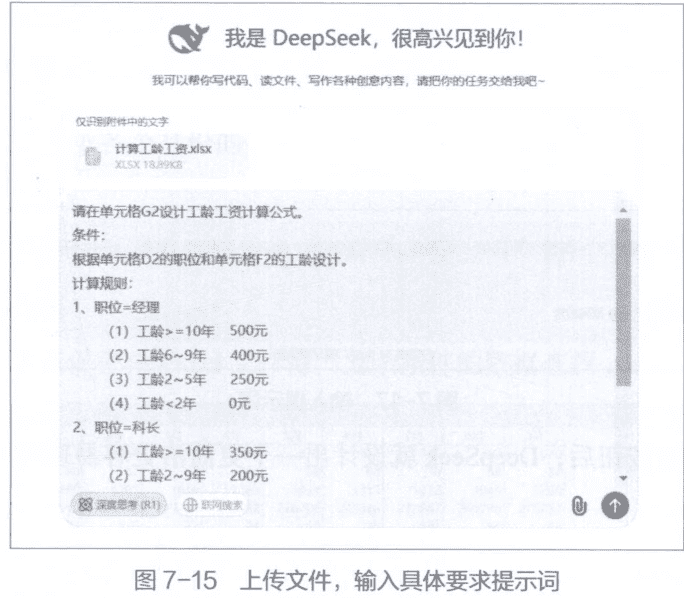 我是 DeepSeek，很高兴见到你！
我可以帮你写代码、读文件、写作各种创意内容，请把你的任务交给我吧~
仅识别附件中的文字
计算工龄工资.xlsx
XLSX 18.89KB
请在单元格G2设计工龄工资计算公式。
条件：
根据单元格D2的职位和单元格F2的工龄设计。
计算规则：
1、职位=经理
（1）工龄>=10年 500元
（2）工龄6~9年 400元
（3）工龄2~5年 250元
（4）工龄<2年 0元
2、职位=科长
（1）工龄>=10年 350元
（2）工龄2~9年 200元
深度思考 (R1) 联网搜索
图 7-15 上传文件，输入具体要求提示词